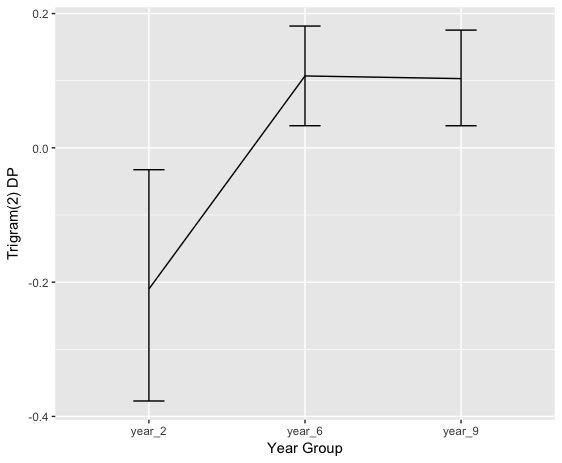 0.2
0.0
-0.2
-0.4
Trigram(2) DP
year_2 year_6 year_9
Year Group